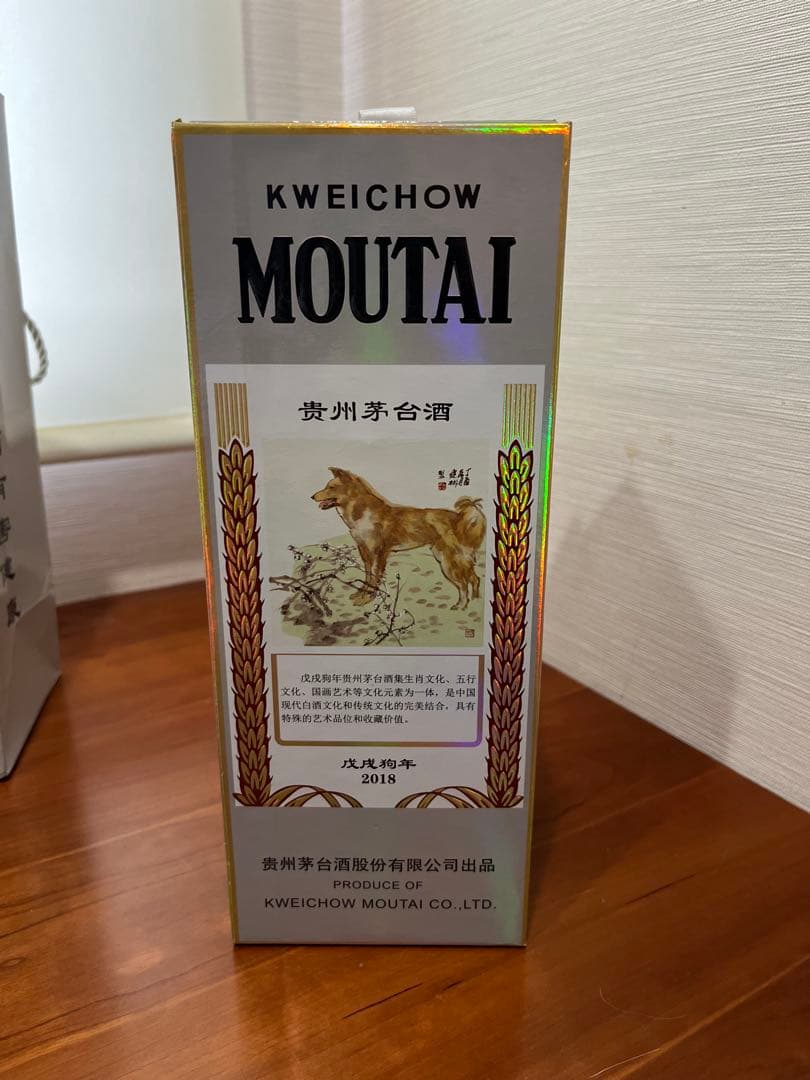 KWEICHOW
MOUTAI
贵州茅台酒
戊戌狗年贵州茅台酒集生肖文化、五行
文化、国画艺术等文化元素为一体，是中国
现代白酒文化和传统文化的完美结合，具有
特殊的艺术品位和收藏价值。
戊戌狗年
2018
贵州茅台酒股份有限公司出品
PRODUCE OF
KWEICHOW MOUTAI CO.,LTD.